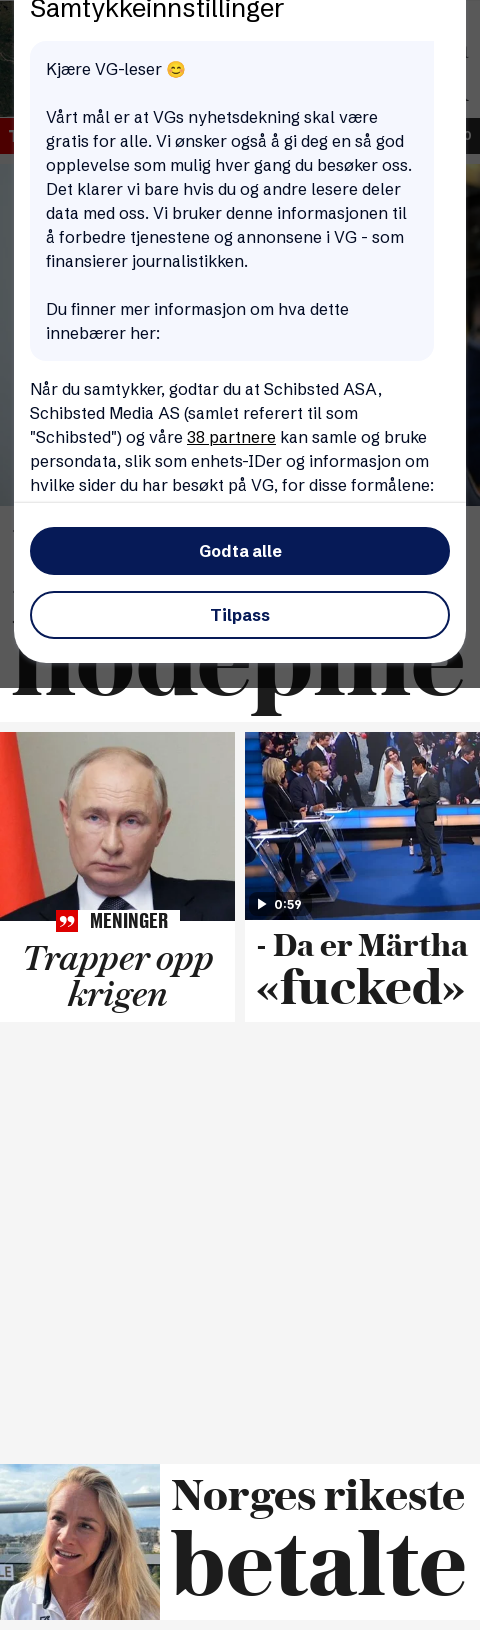 Samtykkeinnstillinger
Kjære VG-leser 😊
Vårt mål er at VGs nyhetsdekning skal være
gratis for alle. Vi ønsker også å gi deg en så god
opplevelse som mulig hver gang du besøker oss.
Det klarer vi bare hvis du og andre lesere deler
data med oss. Vi bruker denne informasjonen til
å forbedre tjenestene og annonsene i VG - som
finansierer journalistikken.
Du finner mer informasjon om hva dette
innebærer her:
Når du samtykker, godtar du at Schibsted ASA,
Schibsted Media AS (samlet referert til som
"Schibsted") og våre 38 partnere kan samle og bruke
persondata, slik som enhets-IDer og informasjon om
hvilke sider du har besøkt på VG, for disse formålene:
Godta alle
Tilpass
0:59
MENINGER
Trapper opp
krigen
- Da er Märtha
«fucked»
Norges rikeste
betalte